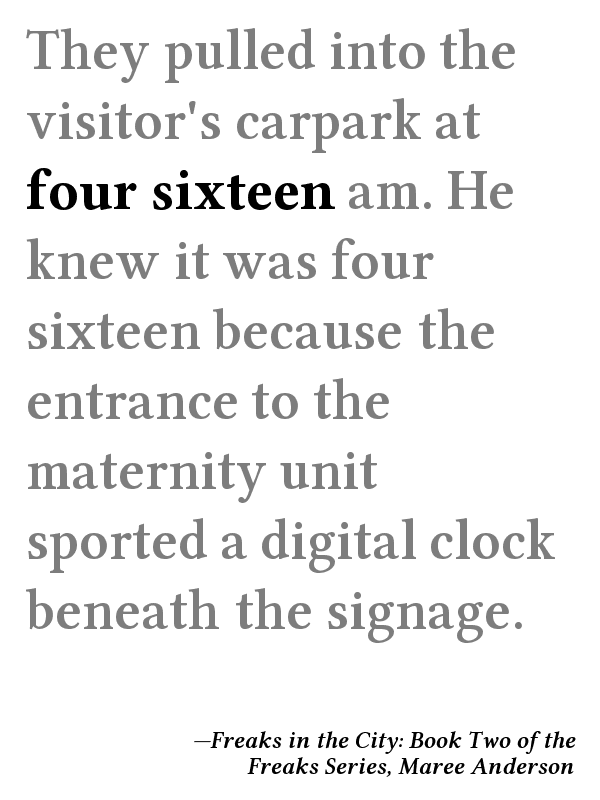 They pulled into the
visitor's carpark at
four sixteen am. He
knew it was four
sixteen because the
entrance to the
maternity unit
sported a digital clock
beneath the signage.
—Freaks in the City: Book Two of the
Freaks Series, Maree Anderson